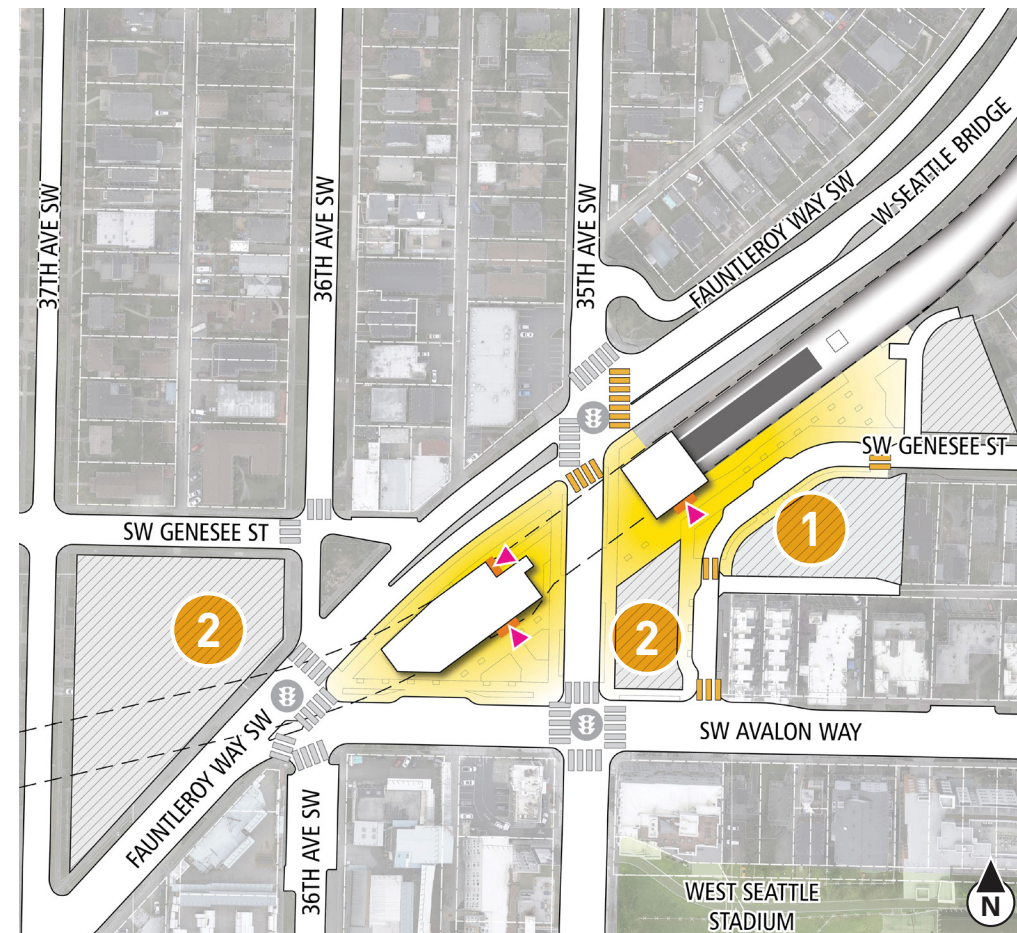 37TH AVE SW
36TH AVE SW
35TH AVE SW
FAUNTLEROY WAY SW
W SEATTLE BRIDGE
SW GENESEE ST
SW GENESEE ST
1
2
2
FAUNTLEROY WAY SW
SW AVALON WAY
36TH AVE SW
WEST SEATTLE
STADIUM
N